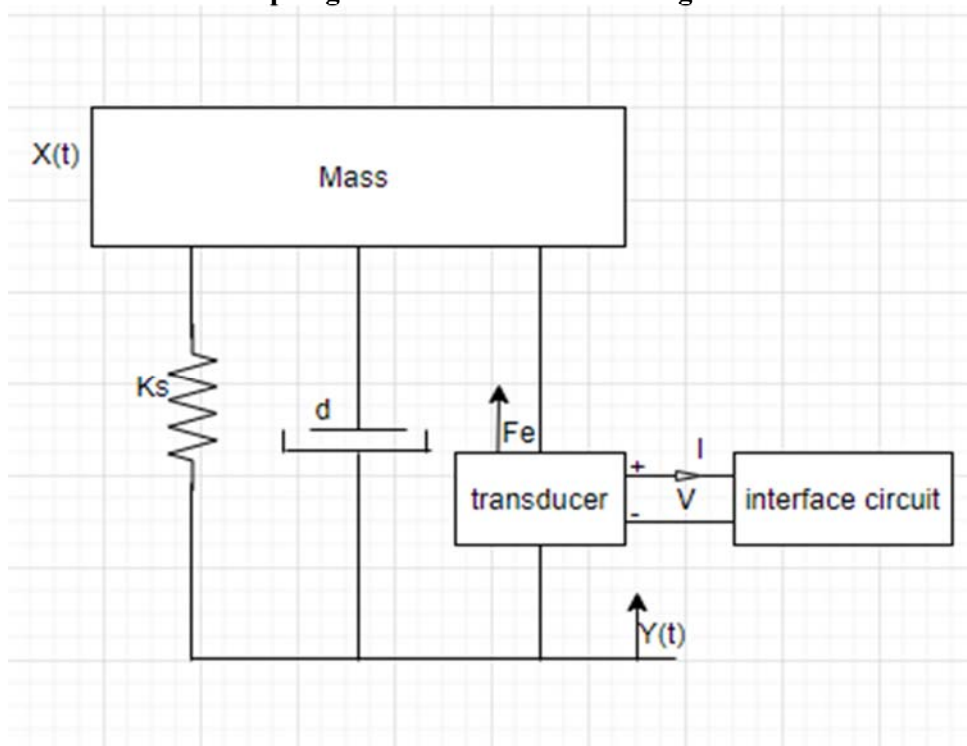 X(t)
Mass
Ks
d
Fe
transducer
+
I
V
-
interface circuit
Y(t)